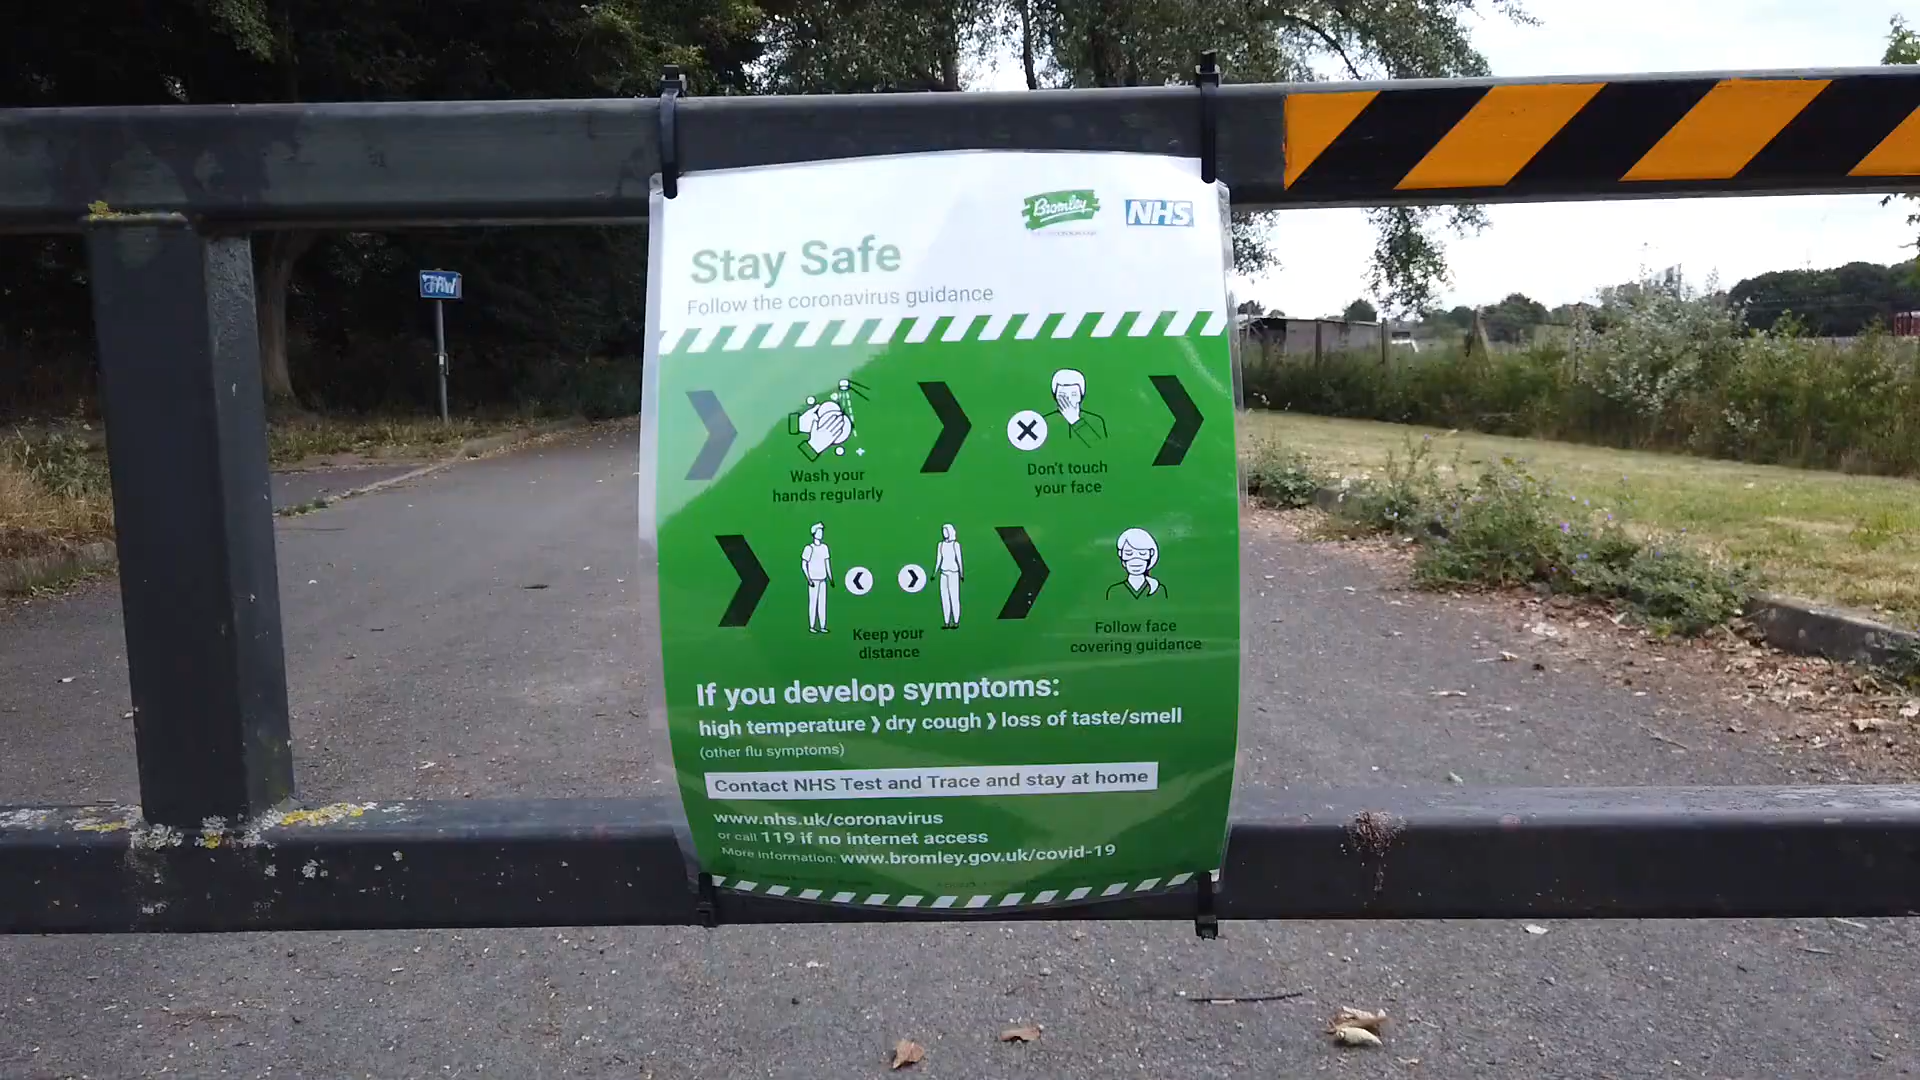 Bromley
NHS
Stay Safe
Follow the coronavirus guidance
Wash your
hands regularly
Don't touch
your face
Keep your
distance
Follow face
covering guidance
If you develop symptoms:
high temperature ❯ dry cough ❯ loss of taste/smell
(other flu symptoms)
Contact NHS Test and Trace and stay at home
www.nhs.uk/coronavirus
or call 119 if no internet access
More information: www.bromley.gov.uk/covid-19